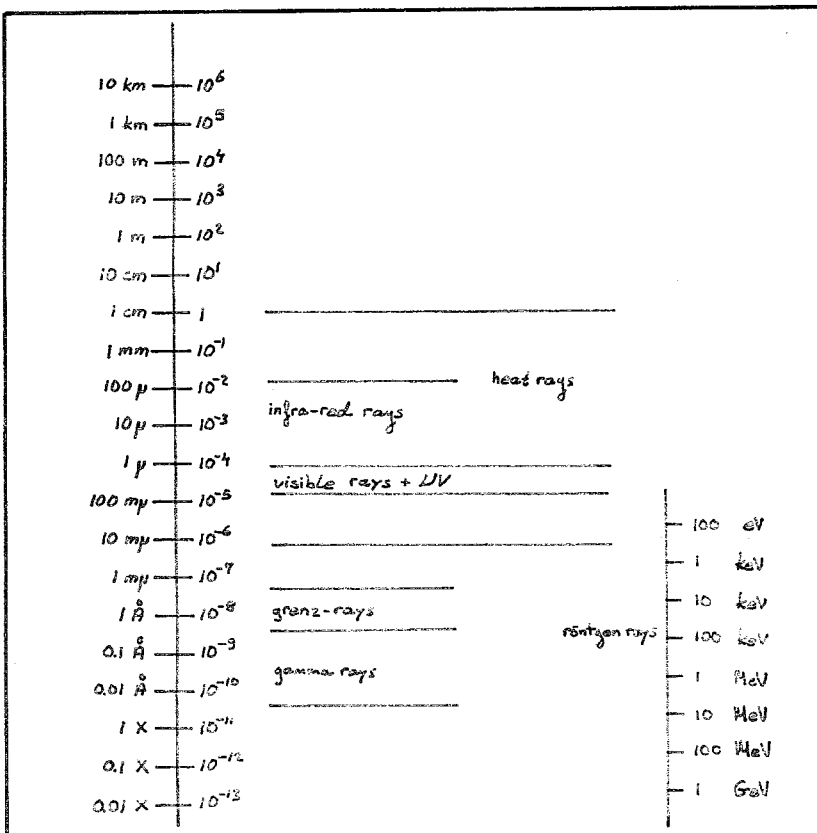 10 km 10⁶
1 km 10⁵
100 m 10⁴
10 m 10³
1 m 10²
10 cm 10¹
1 cm 1
1 mm 10⁻¹
100 μ 10⁻² heat rays
infra-red rays
10 μ 10⁻³
1 μ 10⁻⁴
visible rays + UV
100 mμ 10⁻⁵
100 eV
10 mμ 10⁻⁶
1 keV
1 mμ 10⁻⁷
10 keV
1 Å 10⁻⁸ grenz-rays
röntgen rays 100 keV
0.1 Å 10⁻⁹
gamma rays
1 MeV
0.01 Å 10⁻¹⁰
10 MeV
1 X 10⁻¹¹
100 MeV
0.1 X 10⁻¹²
1 GeV
0.01 X 10⁻¹³